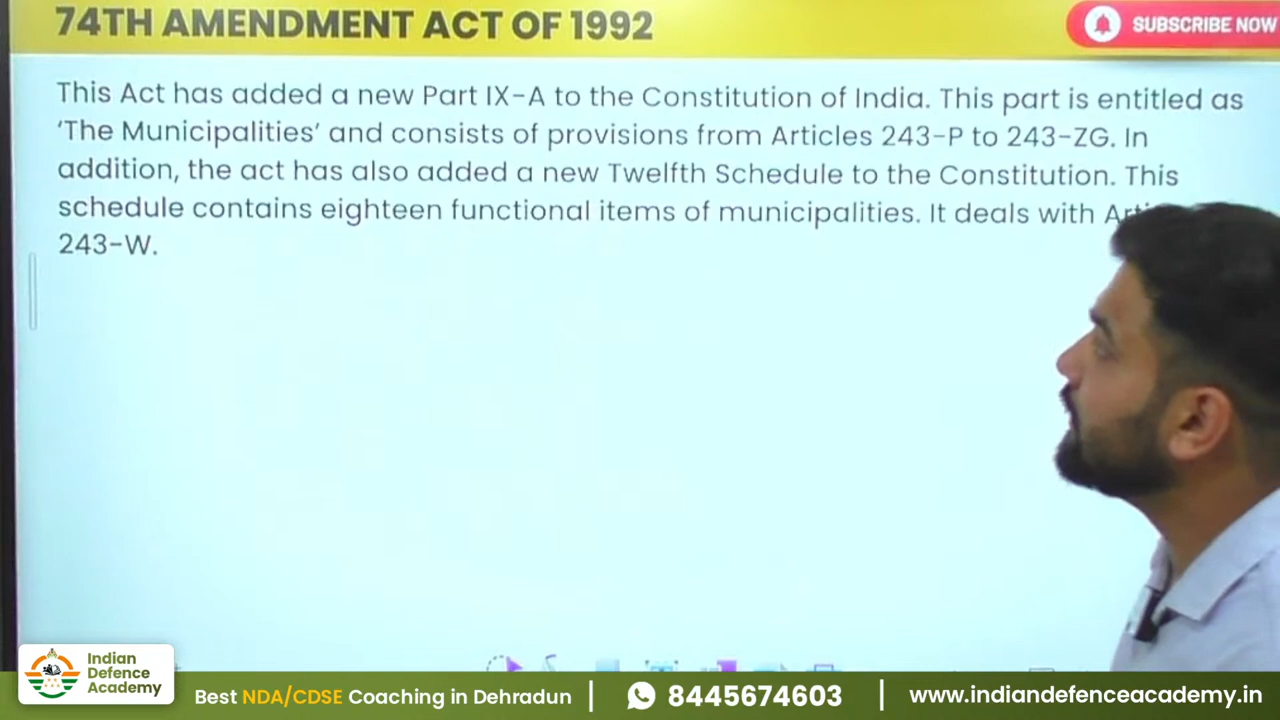 74TH AMENDMENT ACT OF 1992
SUBSCRIBE NOW
This Act has added a new Part IX-A to the Constitution of India. This part is entitled as
‘The Municipalities’ and consists of provisions from Articles 243-P to 243-ZG. In
addition, the act has also added a new Twelfth Schedule to the Constitution. This
schedule contains eighteen functional items of municipalities. It deals with
243-W.
Indian
Defence
Academy
Best NDA/CDSE Coaching in Dehradun | 8445674603 | www.indiandefenceacademy.in